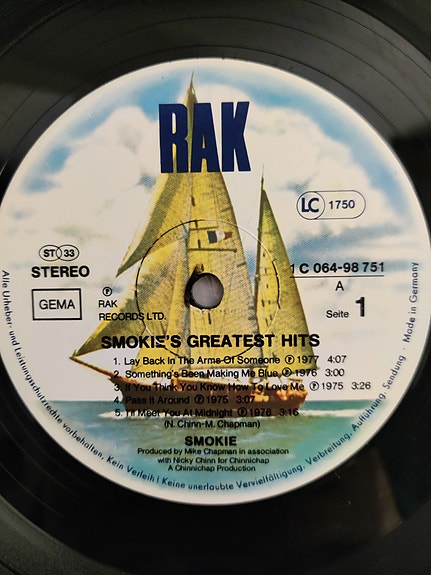 RAK
LC 1750
ST 33
STEREO
GEMA
℗
RAK
RECORDS LTD.
1 C 064-98 751
A
Seite 1
SMOKIE'S GREATEST HITS
1. Lay Back In The Arms Of Someone ℗ 1977 4:07
2. Something's Been Making Me Blue ℗ 1976 3:00
3. If You Think You Know How To Love Me ℗ 1975 3:26
4. Pass It Around ℗ 1975 3:07
5. I'll Meet You At Midnight ℗ 1976 3:16
(N. Chinn-M. Chapman)
SMOKIE
Produced by Mike Chapman in association
with Nicky Chinn for Chinnichap
A Chinnichap Production
Alle Urheber- und Leistungsschutzrechte vorbehalten. Kein Verleih! Keine unerlaubte Vervielfältigung, Verbreitung, Aufführung, Sendung · Made in Germany